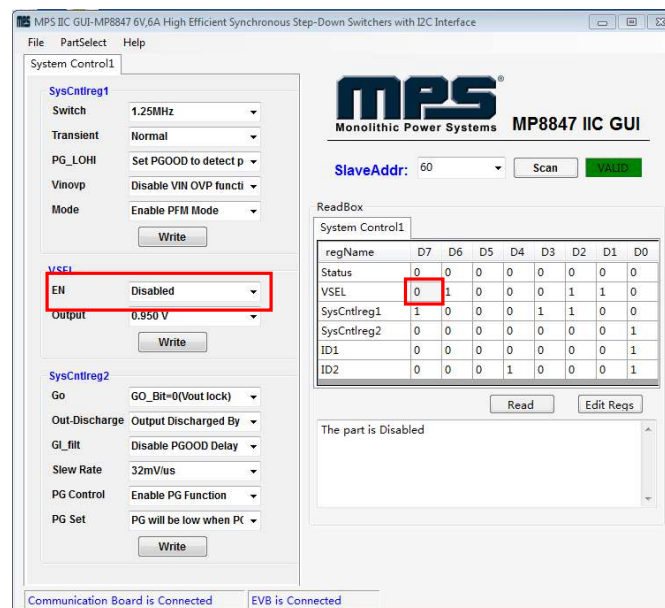 MPS IIC GUI-MP8847 6V,6A High Efficient Synchronous Step-Down Switchers with I2C Interface
File PartSelect Help
System Control1
SysCntlreg1
Switch 1.25MHz
Transient Normal
PG_LOHI Set PGOOD to detect p
Vinovp Disable VIN OVP functi
Mode Enable PFM Mode
Write
VSEL
EN Disabled
Output 0.950 V
Write
SysCntlreg2
Go GO_Bit=0(Vout lock)
Out-Discharge Output Discharged By
GI_filt Disable PGOOD Delay
Slew Rate 32mV/us
PG Control Enable PG Function
PG Set PG will be low when P(
Write
mps®
Monolithic Power Systems MP8847 IIC GUI
SlaveAddr: 60 Scan VALID
ReadBox
System Control1
regName D7 D6 D5 D4 D3 D2 D1 D0
Status 0 0 0 0 0 0 0 0
VSEL 0 1 0 0 0 1 1 0
SysCntlreg1 1 0 0 0 1 1 0 0
SysCntlreg2 0 0 0 0 0 0 0 1
ID1 0 0 0 0 0 0 0 1
ID2 0 0 0 1 0 0 0 1
Read Edit Regs
The part is Disabled
Communication Board is Connected EVB is Connected